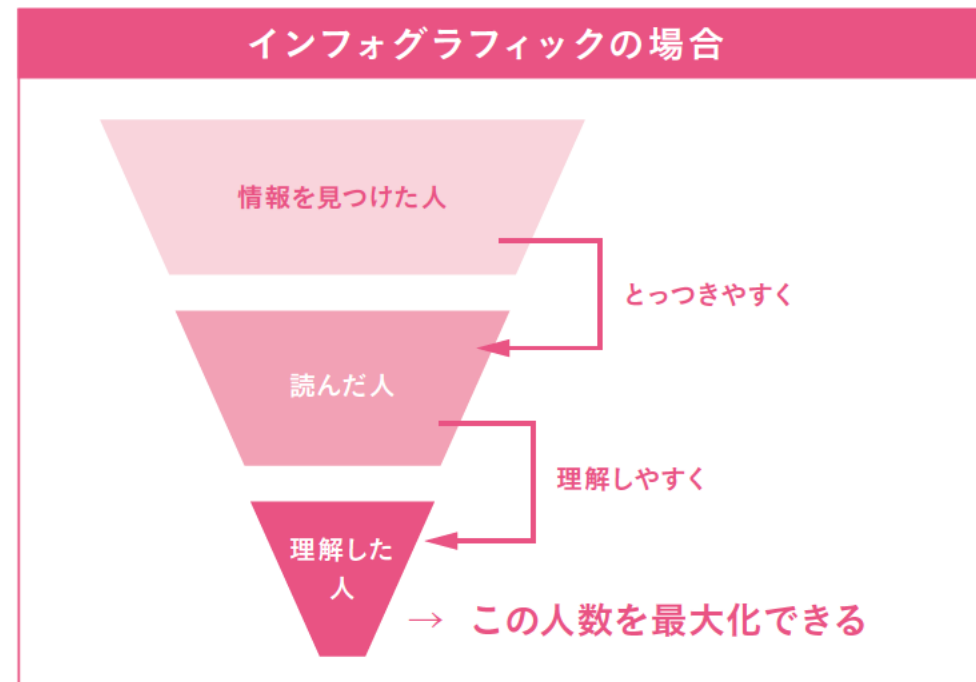 インフォグラフィックの場合
情報を見つけた人
とっつきやすく
読んだ人
理解しやすく
理解した
人
→ この人数を最大化できる